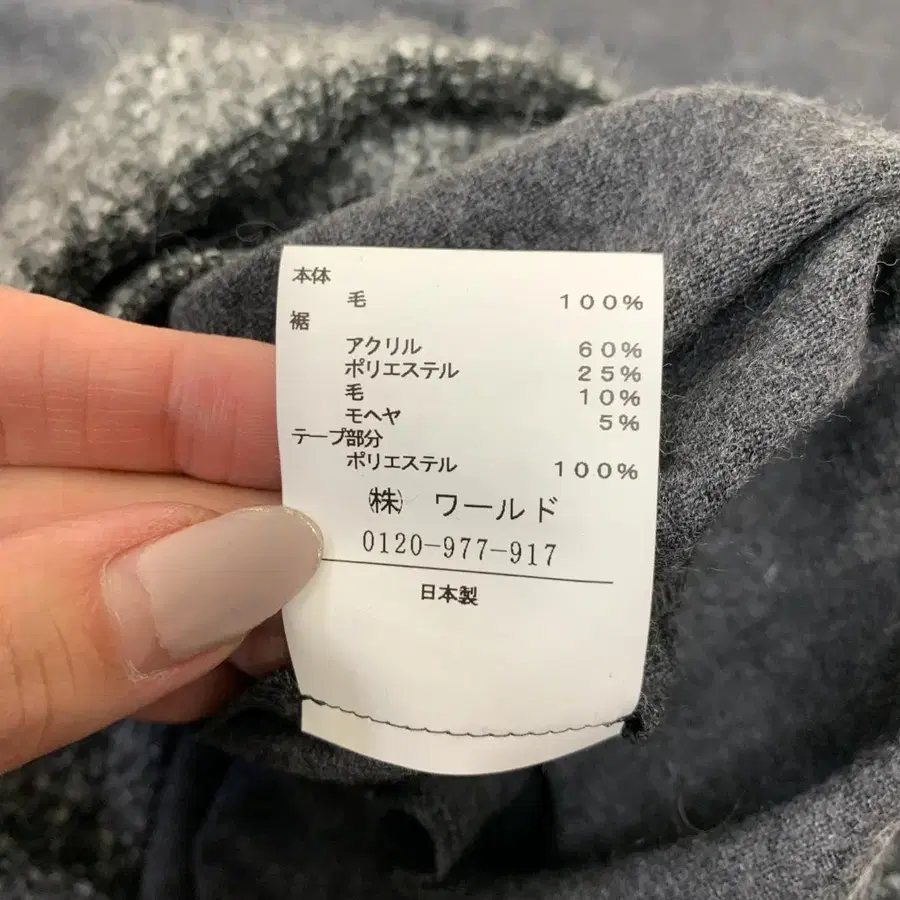 本体
毛 100%
裾
アクリル 60%
ポリエステル 25%
毛 10%
モヘヤ 5%
テープ部分
ポリエステル 100%
㈱ ワールド
0120-977-917
日本製